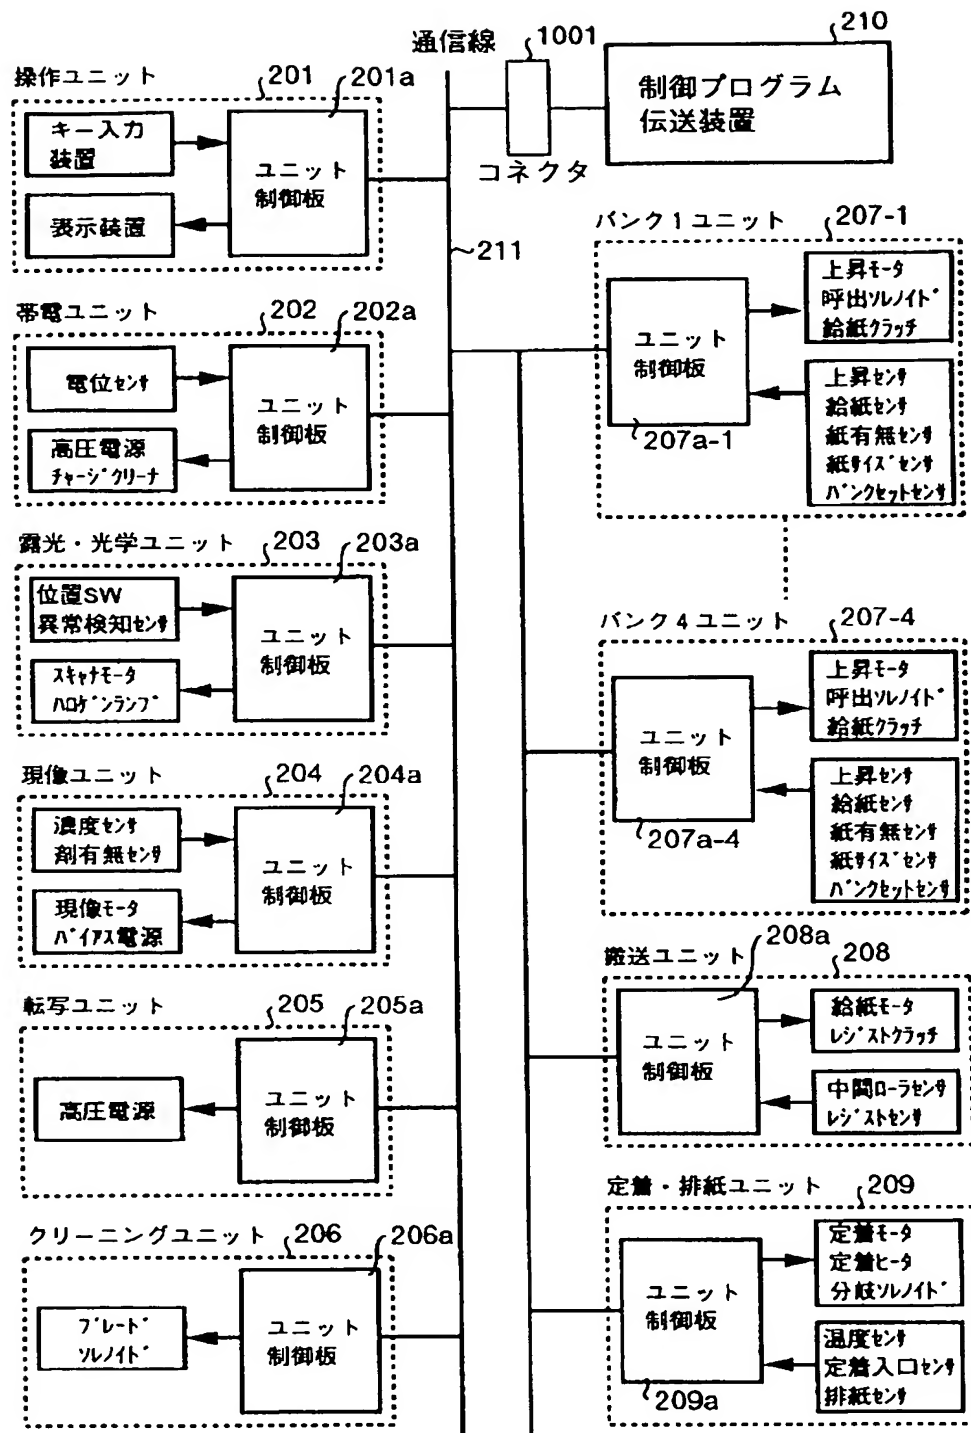 通信線
1001
210
制御プログラム
伝送装置
コネクタ
211
操作ユニット
201
201a
キー入力
装置
表示装置
ユニット
制御板
帯電ユニット
202
202a
電位センサ
高圧電源
チャージクリーナ
ユニット
制御板
露光・光学ユニット
203
203a
位置SW
異常検知センサ
スキャナモータ
ハロゲンランプ
ユニット
制御板
現像ユニット
204
204a
濃度センサ
剤有無センサ
現像モータ
バイアス電源
ユニット
制御板
転写ユニット
205
205a
高圧電源
ユニット
制御板
クリーニングユニット
206
206a
ブレード
ソレノイド
ユニット
制御板
バンク1ユニット
207-1
ユニット
制御板
207a-1
上昇モータ
呼出ソレノイド
給紙クラッチ
上昇センサ
給紙センサ
紙有無センサ
紙サイズセンサ
バンクセットセンサ
バンク4ユニット
207-4
ユニット
制御板
207a-4
上昇モータ
呼出ソレノイド
給紙クラッチ
上昇センサ
給紙センサ
紙有無センサ
紙サイズセンサ
バンクセットセンサ
搬送ユニット
208a
208
ユニット
制御板
給紙モータ
レジストクラッチ
中間ローラセンサ
レジストセンサ
定着・排紙ユニット
209
ユニット
制御板
209a
定着モータ
定着ヒータ
分岐ソレノイド
温度センサ
定着入口センサ
排紙センサ